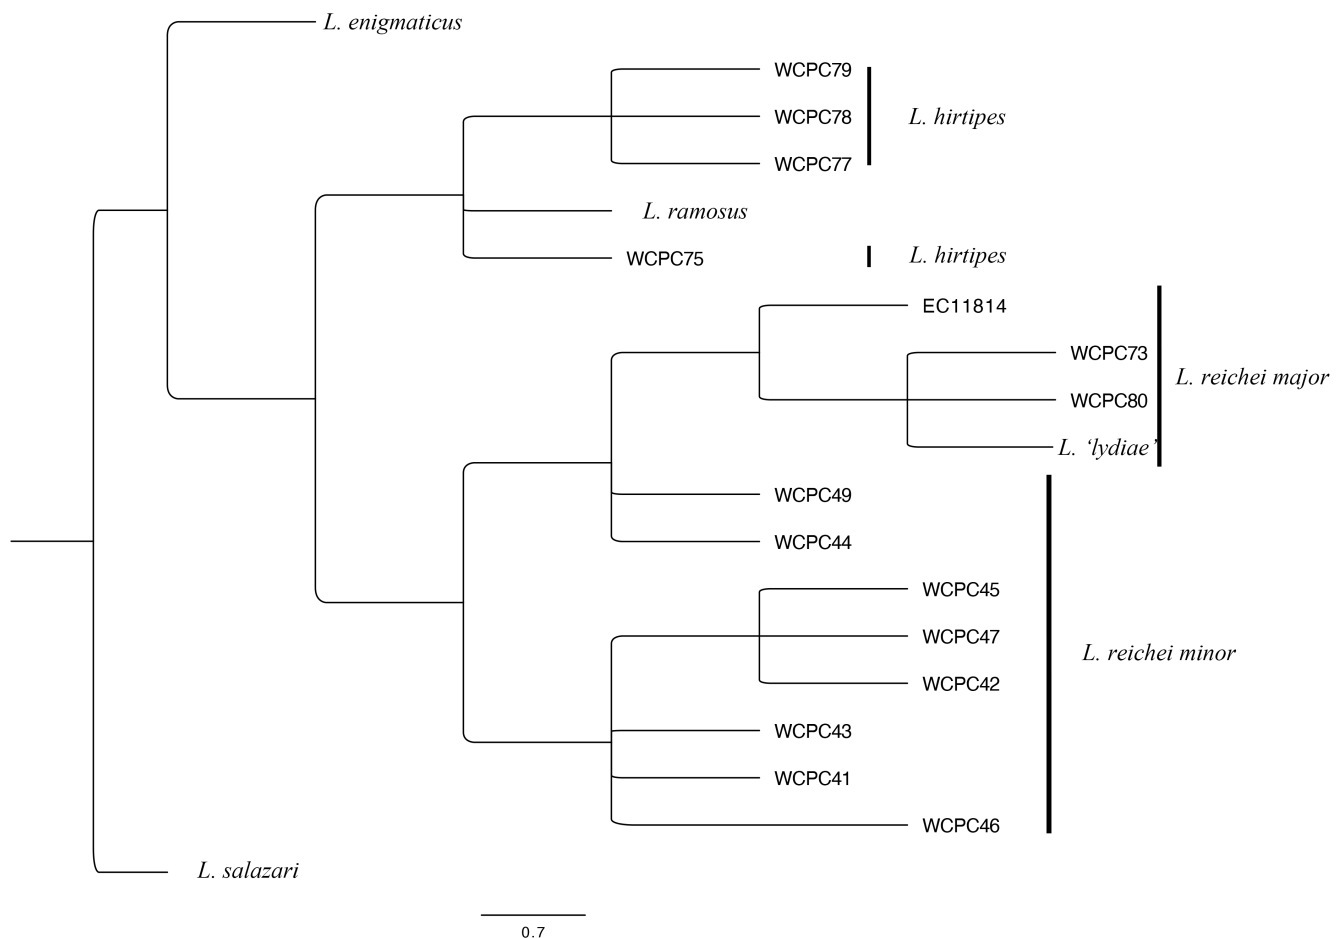 L. enigmaticus
WCPC79
WCPC78
L. hirtipes
WCPC77
L. ramosus
WCPC75
L. hirtipes
EC11814
WCPC73
L. reichei major
WCPC80
L. ‘lydiae’
WCPC49
WCPC44
WCPC45
WCPC47
L. reichei minor
WCPC42
WCPC43
WCPC41
WCPC46
L. salazari
0.7